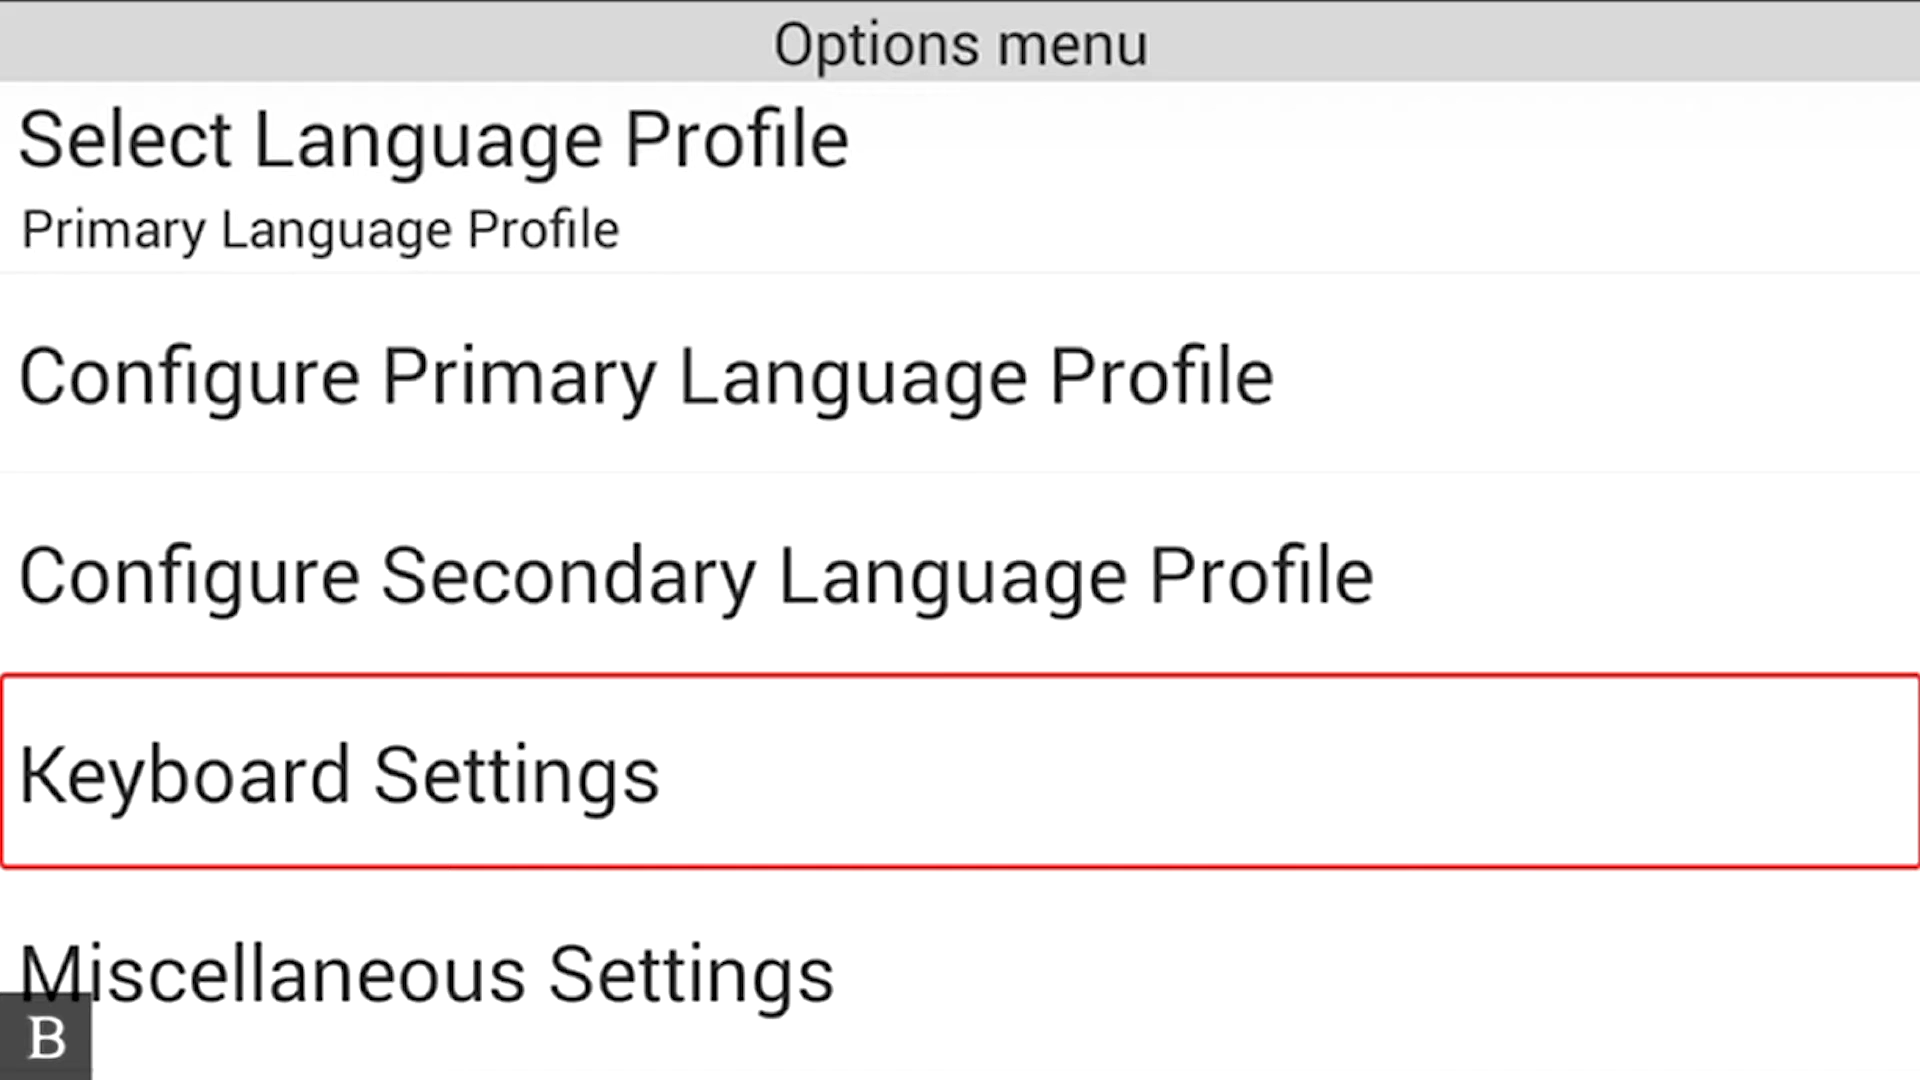 Options menu
Select Language Profile
Primary Language Profile
Configure Primary Language Profile
Configure Secondary Language Profile
Keyboard Settings
Miscellaneous Settings
B